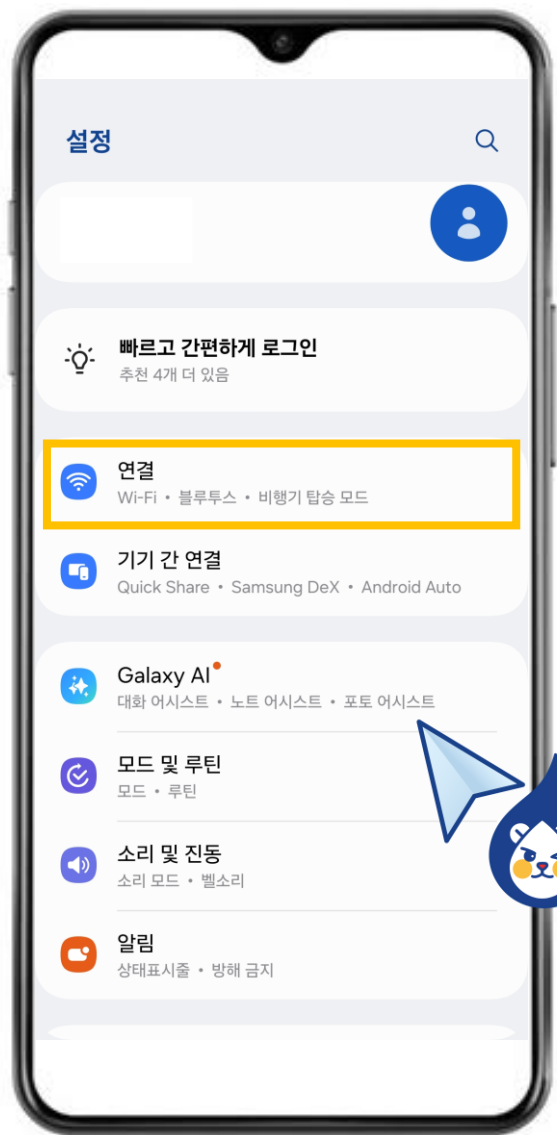 설정
빠르고 간편하게 로그인
추천 4개 더 있음
연결
Wi-Fi • 블루투스 • 비행기 탑승 모드
기기 간 연결
Quick Share • Samsung DeX • Android Auto
Galaxy AI
대화 어시스트 • 노트 어시스트 • 포토 어시스트
모드 및 루틴
모드 • 루틴
소리 및 진동
소리 모드 • 벨소리
알림
상태표시줄 • 방해 금지